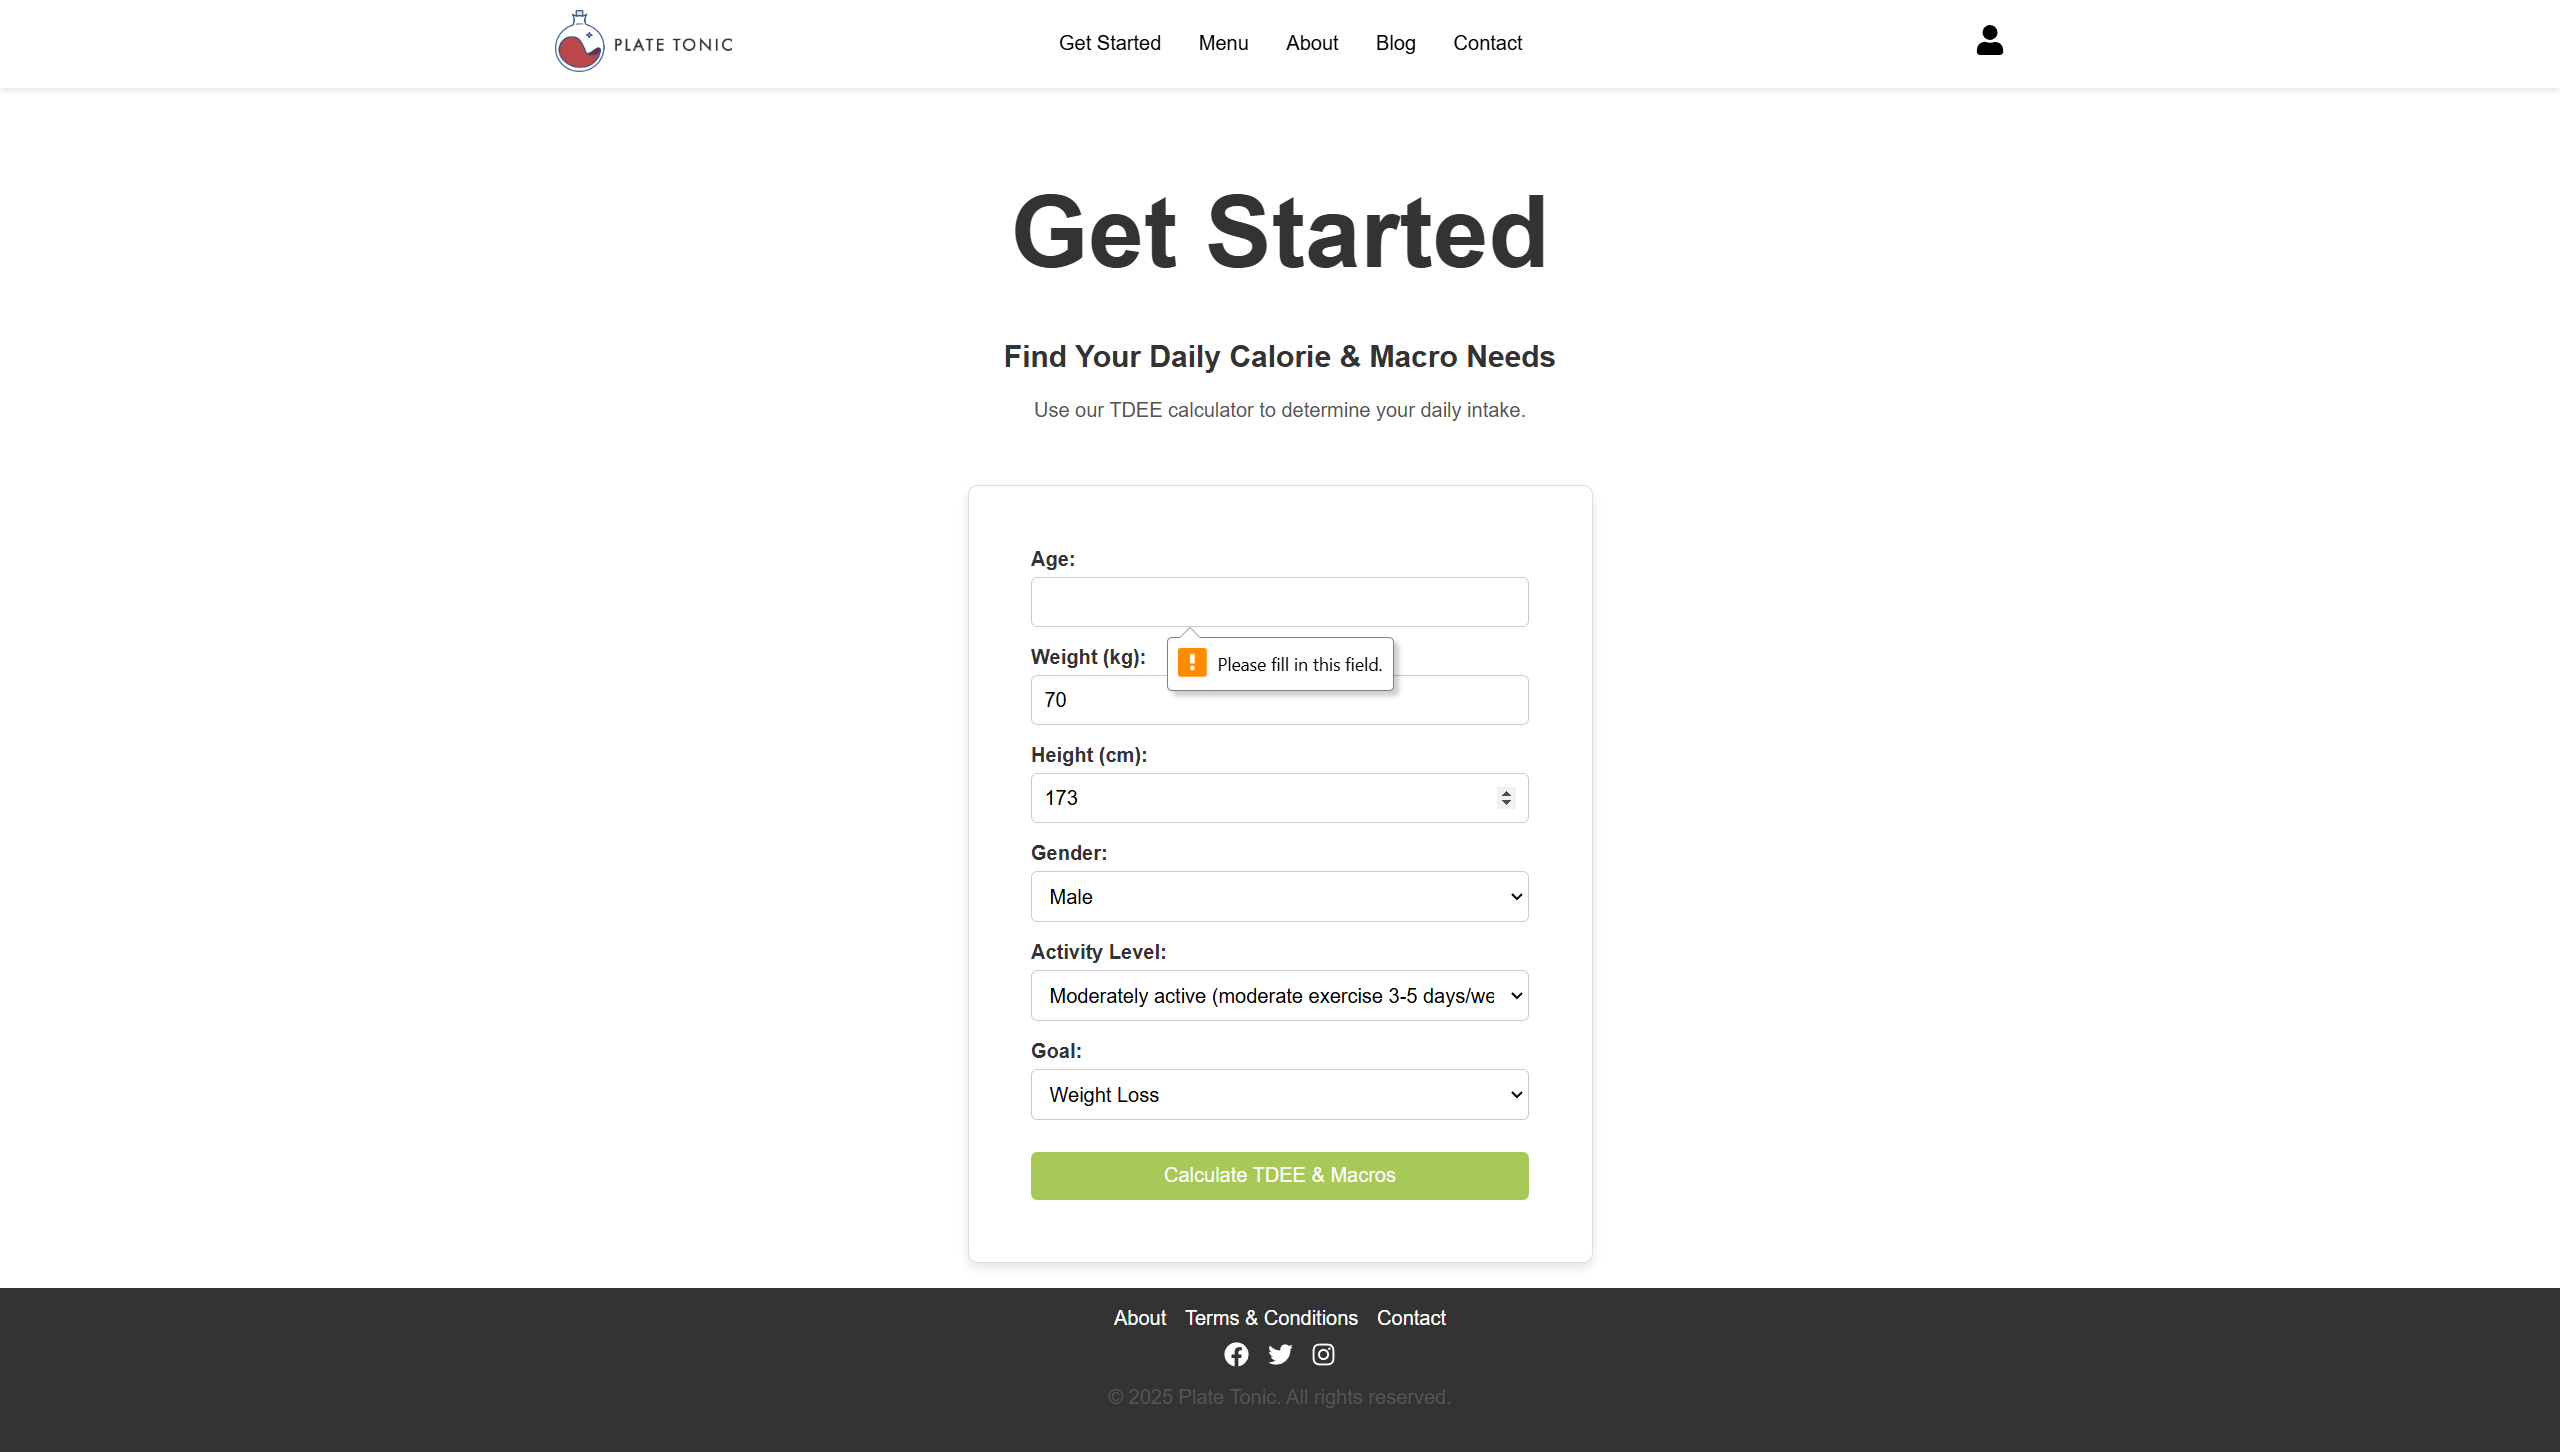 PLATE TONIC
Get Started Menu About Blog Contact
Get Started
Find Your Daily Calorie & Macro Needs
Use our TDEE calculator to determine your daily intake.
Age:
Please fill in this field.
Weight (kg):
70
Height (cm):
173
Gender:
Male
Activity Level:
Moderately active (moderate exercise 3-5 days/we
Goal:
Weight Loss
Calculate TDEE & Macros
About Terms & Conditions Contact
© 2025 Plate Tonic. All rights reserved.